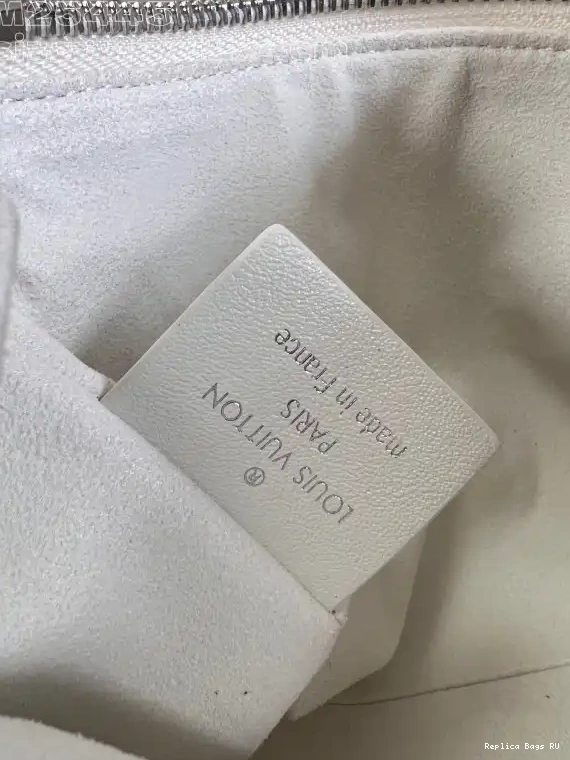 ®
LOUIS VUITTON
PARIS
made in France
Replica Bags RU